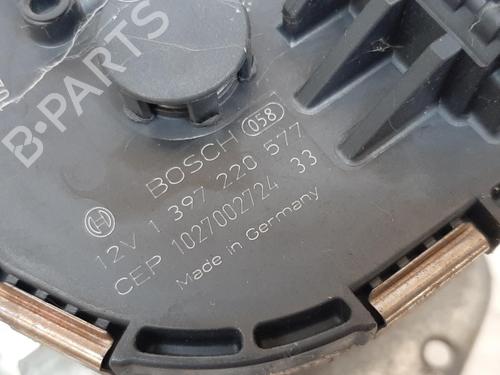 B-PARTS
BOSCH 058
12V 1 397 220 577
CEP 1027002724 33
Made in Germany